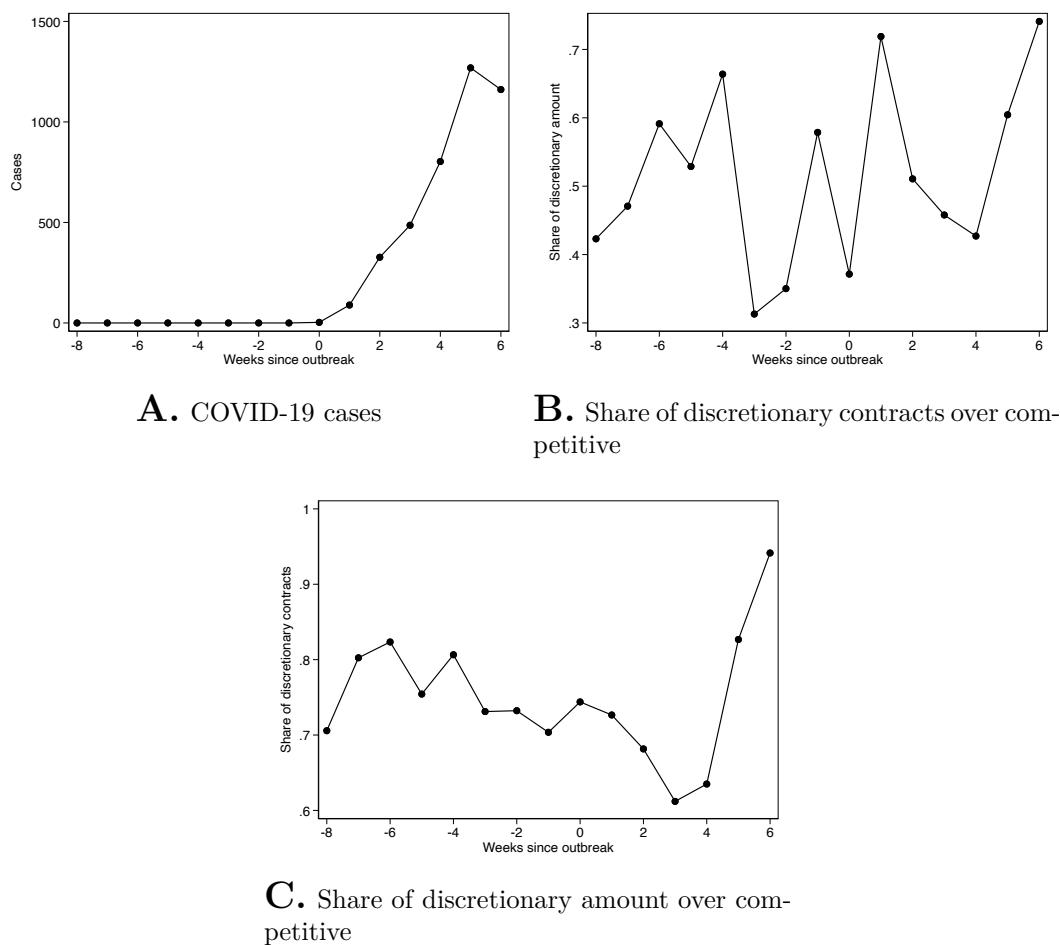 1500
1000
500
0
Cases
-8 -6 -4 -2 0 2 4 6
Weeks since outbreak
A. COVID-19 cases
.7
.6
.5
.4
.3
Share of discretionary amount
-8 -6 -4 -2 0 2 4 6
Weeks since outbreak
B. Share of discretionary contracts over com-
petitive
1
.9
.8
.7
.6
Share of discretionary contracts
-8 -6 -4 -2 0 2 4 6
Weeks since outbreak
C. Share of discretionary amount over com-
petitive